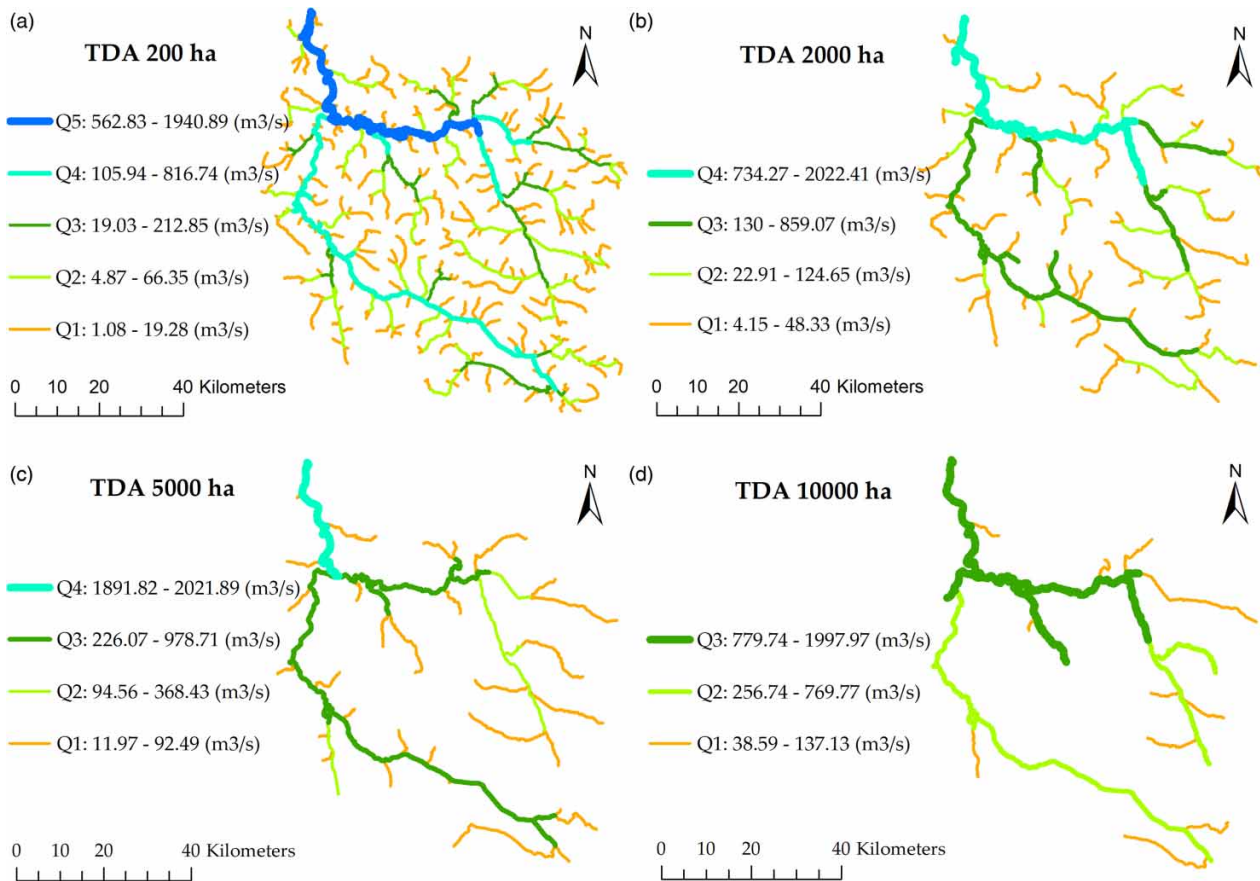 (a)
N
TDA 200 ha
Q5: 562.83 - 1940.89 (m3/s)
Q4: 105.94 - 816.74 (m3/s)
Q3: 19.03 - 212.85 (m3/s)
Q2: 4.87 - 66.35 (m3/s)
Q1: 1.08 - 19.28 (m3/s)
0 10 20 40 Kilometers
(b)
N
TDA 2000 ha
Q4: 734.27 - 2022.41 (m3/s)
Q3: 130 - 859.07 (m3/s)
Q2: 22.91 - 124.65 (m3/s)
Q1: 4.15 - 48.33 (m3/s)
0 10 20 40 Kilometers
(c)
N
TDA 5000 ha
Q4: 1891.82 - 2021.89 (m3/s)
Q3: 226.07 - 978.71 (m3/s)
Q2: 94.56 - 368.43 (m3/s)
Q1: 11.97 - 92.49 (m3/s)
0 10 20 40 Kilometers
(d)
N
TDA 10000 ha
Q3: 779.74 - 1997.97 (m3/s)
Q2: 256.74 - 769.77 (m3/s)
Q1: 38.59 - 137.13 (m3/s)
0 10 20 40 Kilometers